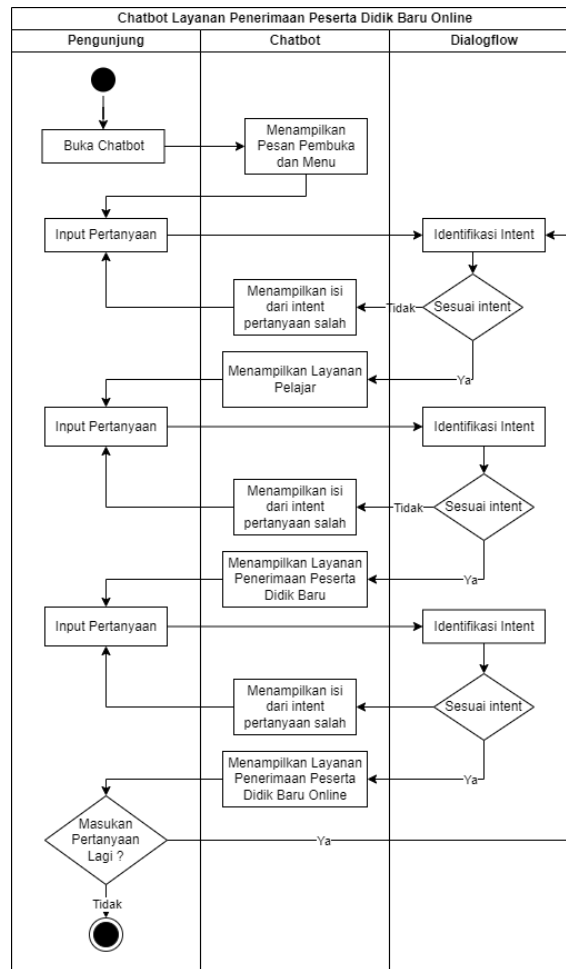 Chatbot Layanan Penerimaan Peserta Didik Baru Online
Pengunjung
Chatbot
Dialogflow
Buka Chatbot
Menampilkan
Pesan Pembuka
dan Menu
Input Pertanyaan
Identifikasi Intent
Menampilkan isi
dari intent
pertanyaan salah
Tidak
Sesuai intent
Menampilkan Layanan
Pelajar
Ya
Input Pertanyaan
Identifikasi Intent
Menampilkan isi
dari intent
pertanyaan salah
Tidak
Sesuai intent
Menampilkan Layanan
Penerimaan Peserta
Didik Baru
Ya
Input Pertanyaan
Identifikasi Intent
Menampilkan isi
dari intent
pertanyaan salah
Sesuai intent
Menampilkan Layanan
Penerimaan Peserta
Didik Baru Online
Ya
Masukan
Pertanyaan
Lagi ?
Ya
Tidak